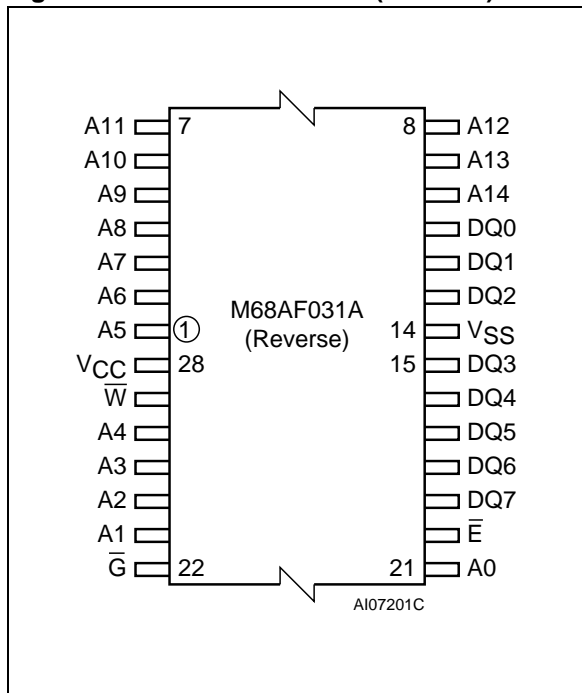 A11 7 8 A12
A10 A13
A9 A14
A8 DQ0
A7 DQ1
A6 DQ2
M68AF031A
A5 1 (Reverse) 14 VSS
VCC 28 15 DQ3
W̅ DQ4
A4 DQ5
A3 DQ6
A2 DQ7
A1 E̅
G̅ 22 21 A0
AI07201C